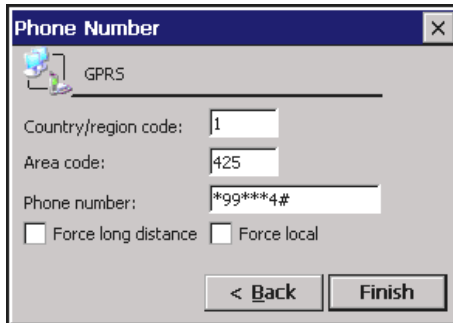 Phone Number
GPRS
Country/region code: 1
Area code: 425
Phone number: *99***4#
Force long distance Force local
< Back Finish